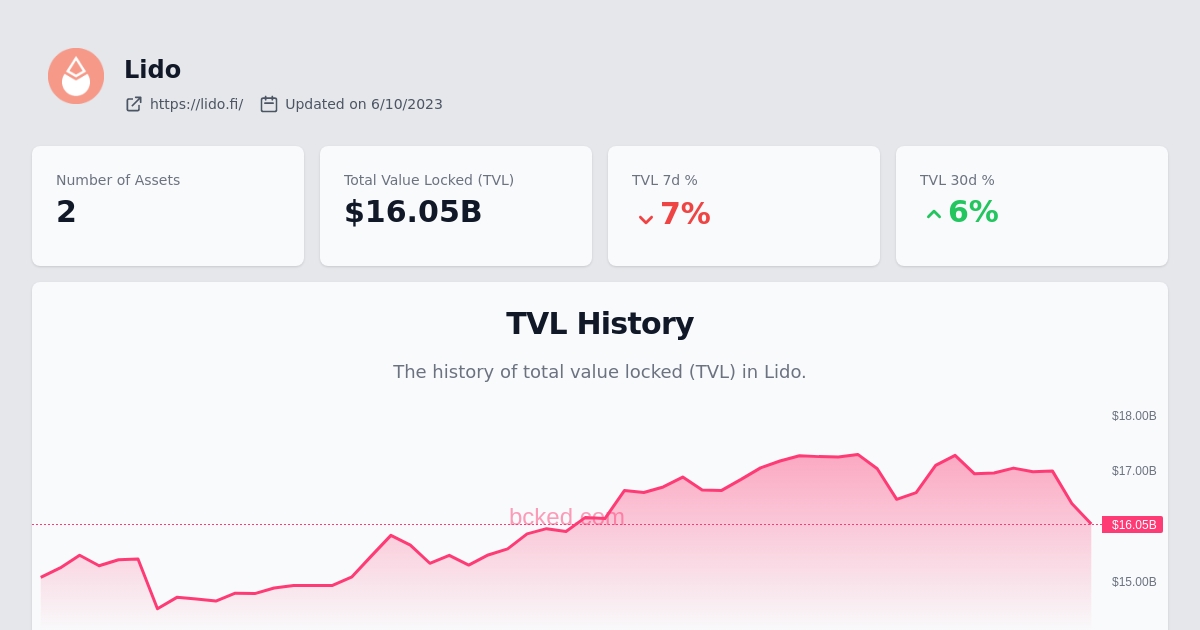 Lido
https://lido.fi/ Updated on 6/10/2023
Number of Assets
2
Total Value Locked (TVL)
$16.05B
TVL 7d %
7%
TVL 30d %
6%
TVL History
The history of total value locked (TVL) in Lido.
$18.00B
$17.00B
bcked.com
$16.05B
$15.00B